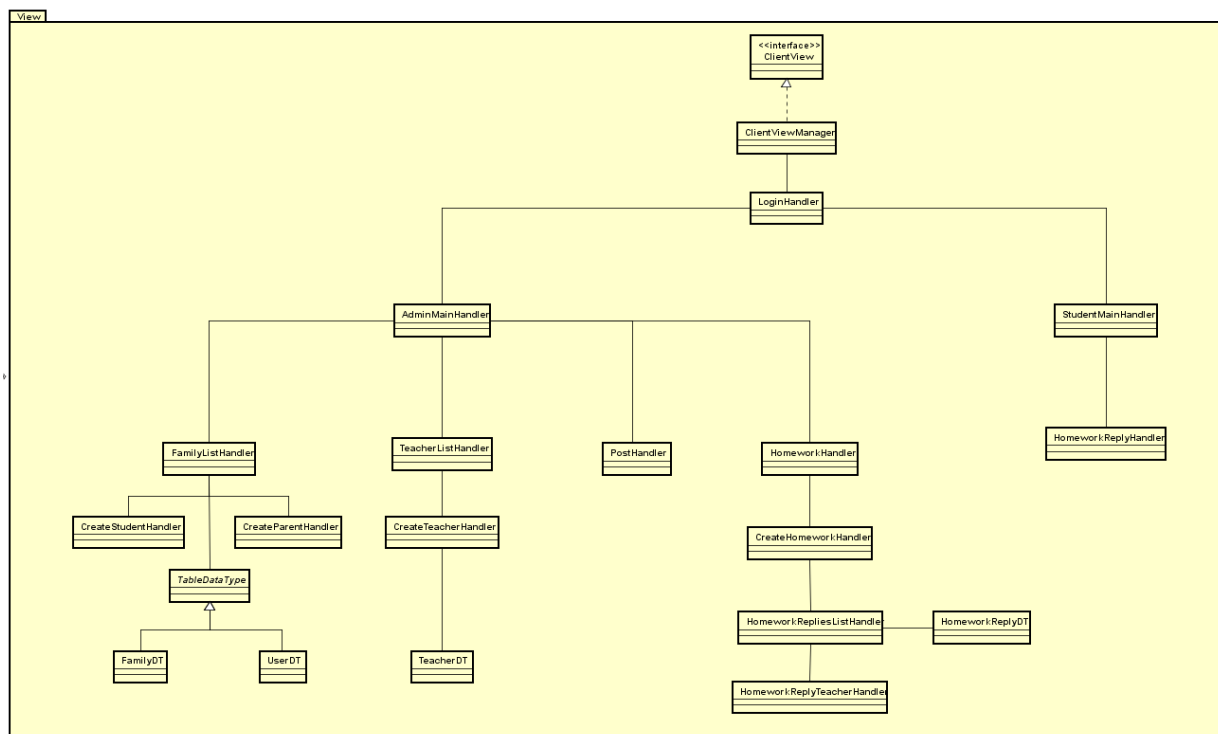 View
<<interface>>
ClientView
ClientViewManager
LoginHandler
AdminMainHandler
StudentMainHandler
FamilyListHandler
TeacherListHandler
PostHandler
HomeworkHandler
HomeworkReplyHandler
CreateStudentHandler
CreateParentHandler
CreateTeacherHandler
CreateHomeworkHandler
TableDataType
HomeworkRepliesListHandler
HomeworkReplyDT
FamilyDT
UserDT
TeacherDT
HomeworkReplyTeacherHandler